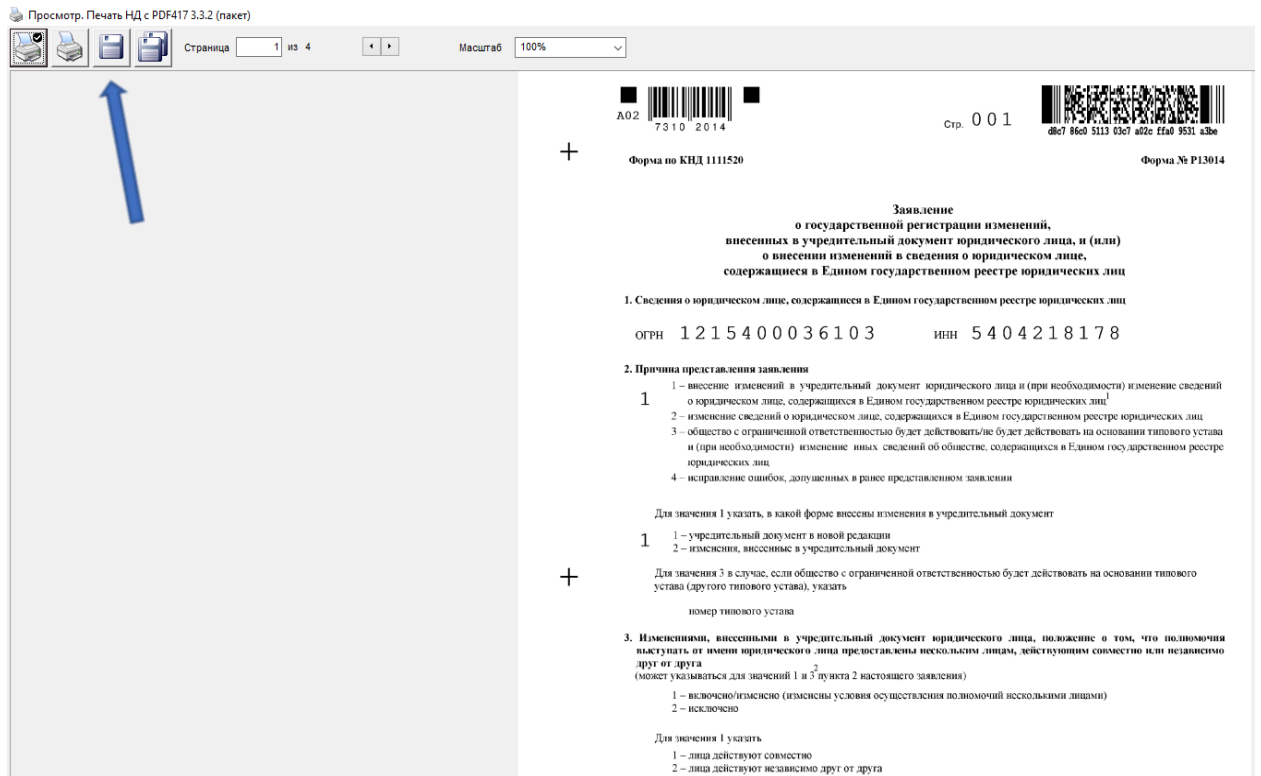 Просмотр. Печать НД с PDF417 3.3.2 (пакет)
Страница 1 из 4 Масштаб 100%
A02
7310 2014
Стр. 001
d8c7 86c0 5113 03c7 a02c ffa0 9531 a3be
Форма по КНД 1111520
Форма № Р13014
Заявление
о государственной регистрации изменений,
внесенных в учредительный документ юридического лица, и (или)
о внесении изменений в сведения о юридическом лице,
содержащиеся в Едином государственном реестре юридических лиц
1. Сведения о юридическом лице, содержащиеся в Едином государственном реестре юридических лиц
ОГРН 1215400036103 ИНН 5404218178
2. Причина представления заявления
1 1 – внесение изменений в учредительный документ юридического лица и (при необходимости) изменение сведений
о юридическом лице, содержащихся в Едином государственном реестре юридических лиц1
2 – изменение сведений о юридическом лице, содержащихся в Едином государственном реестре юридических лиц
3 – общество с ограниченной ответственностью будет действовать/не будет действовать на основании типового устава
и (при необходимости) изменение иных сведений об обществе, содержащихся в Едином государственном реестре
юридических лиц
4 – исправление ошибок, допущенных в ранее представленном заявлении
Для значения 1 указать, в какой форме внесены изменения в учредительный документ
1 1 – учредительный документ в новой редакции
2 – изменения, внесенные в учредительный документ
Для значения 3 в случае, если общество с ограниченной ответственностью будет действовать на основании типового
устава (другого типового устава), указать
номер типового устава
3. Изменениями, внесенными в учредительный документ юридического лица, положение о том, что полномочия
выступать от имени юридического лица предоставлены нескольким лицам, действующим совместно или независимо
друг от друга
(может указываться для значений 1 и 3 2 пункта 2 настоящего заявления)
1 – включено/изменено (изменены условия осуществления полномочий несколькими лицами)
2 – исключено
Для значения 1 указать
1 – лица действуют совместно
2 – лица действуют независимо друг от друга